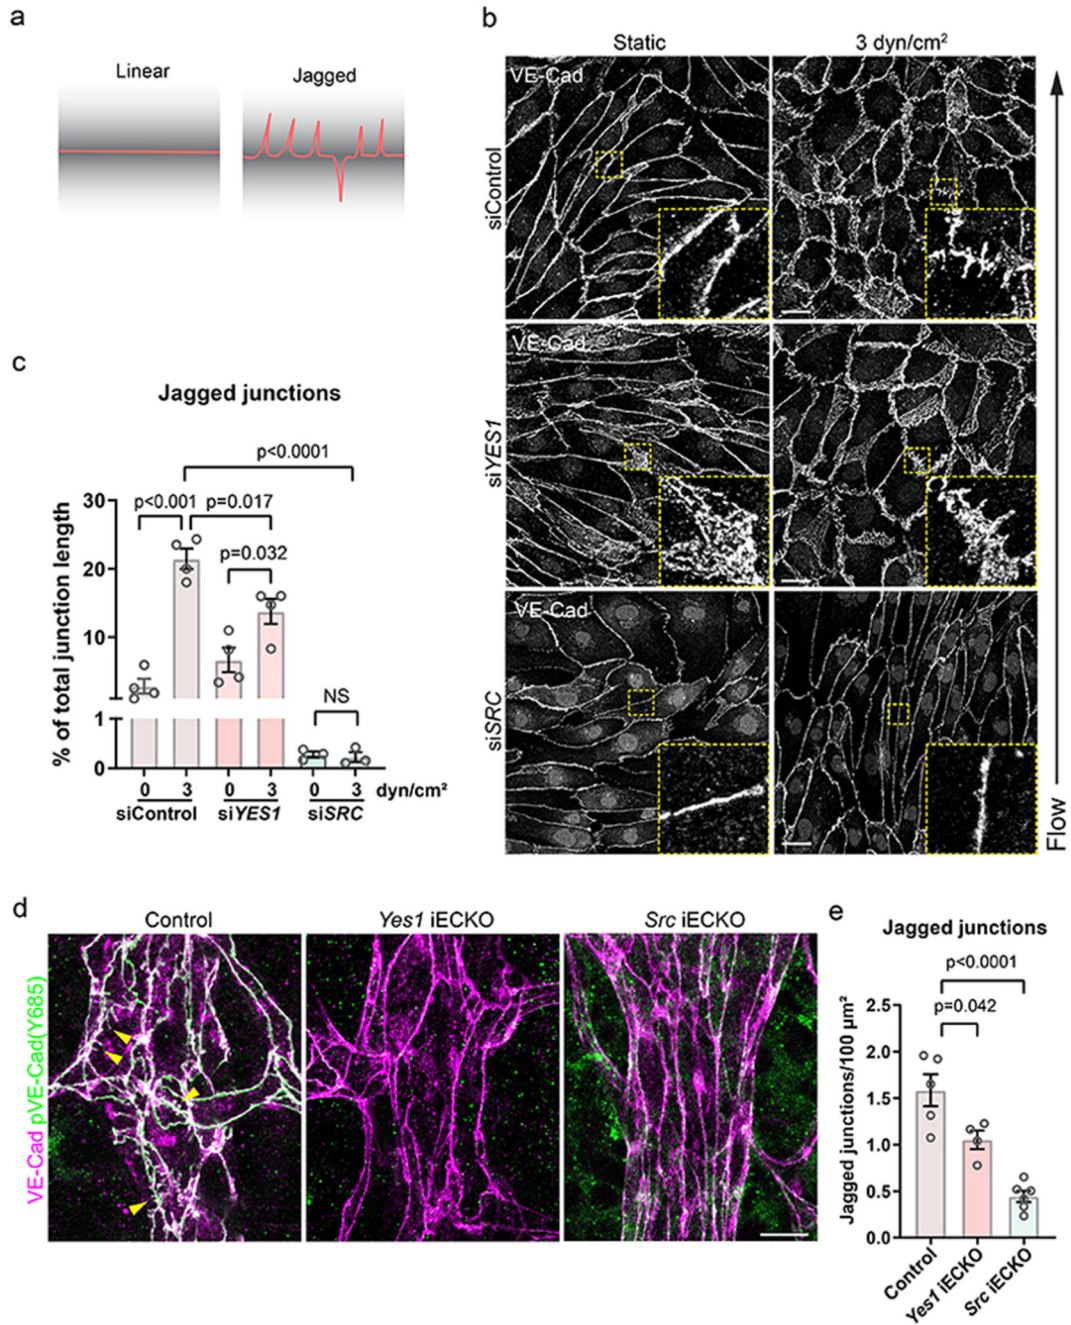 a
Linear
Jagged
b
Static
3 dyn/cm²
siControl
VE-Cad
siYES1
VE-Cad
siSRC
VE-Cad
Flow
c
Jagged junctions
p<0.0001
p<0.001
p=0.017
p=0.032
NS
% of total junction length
30
20
10
1
0
0 3 0 3 0 3 dyn/cm²
siControl siYES1 siSRC
d
Control
Yes1 iECKO
Src iECKO
VE-Cad pVE-Cad(Y685)
e
Jagged junctions
p<0.0001
p=0.042
Jagged junctions/100 µm²
2.5
2.0
1.5
1.0
0.5
0.0
Control
Yes1 iECKO
Src iECKO